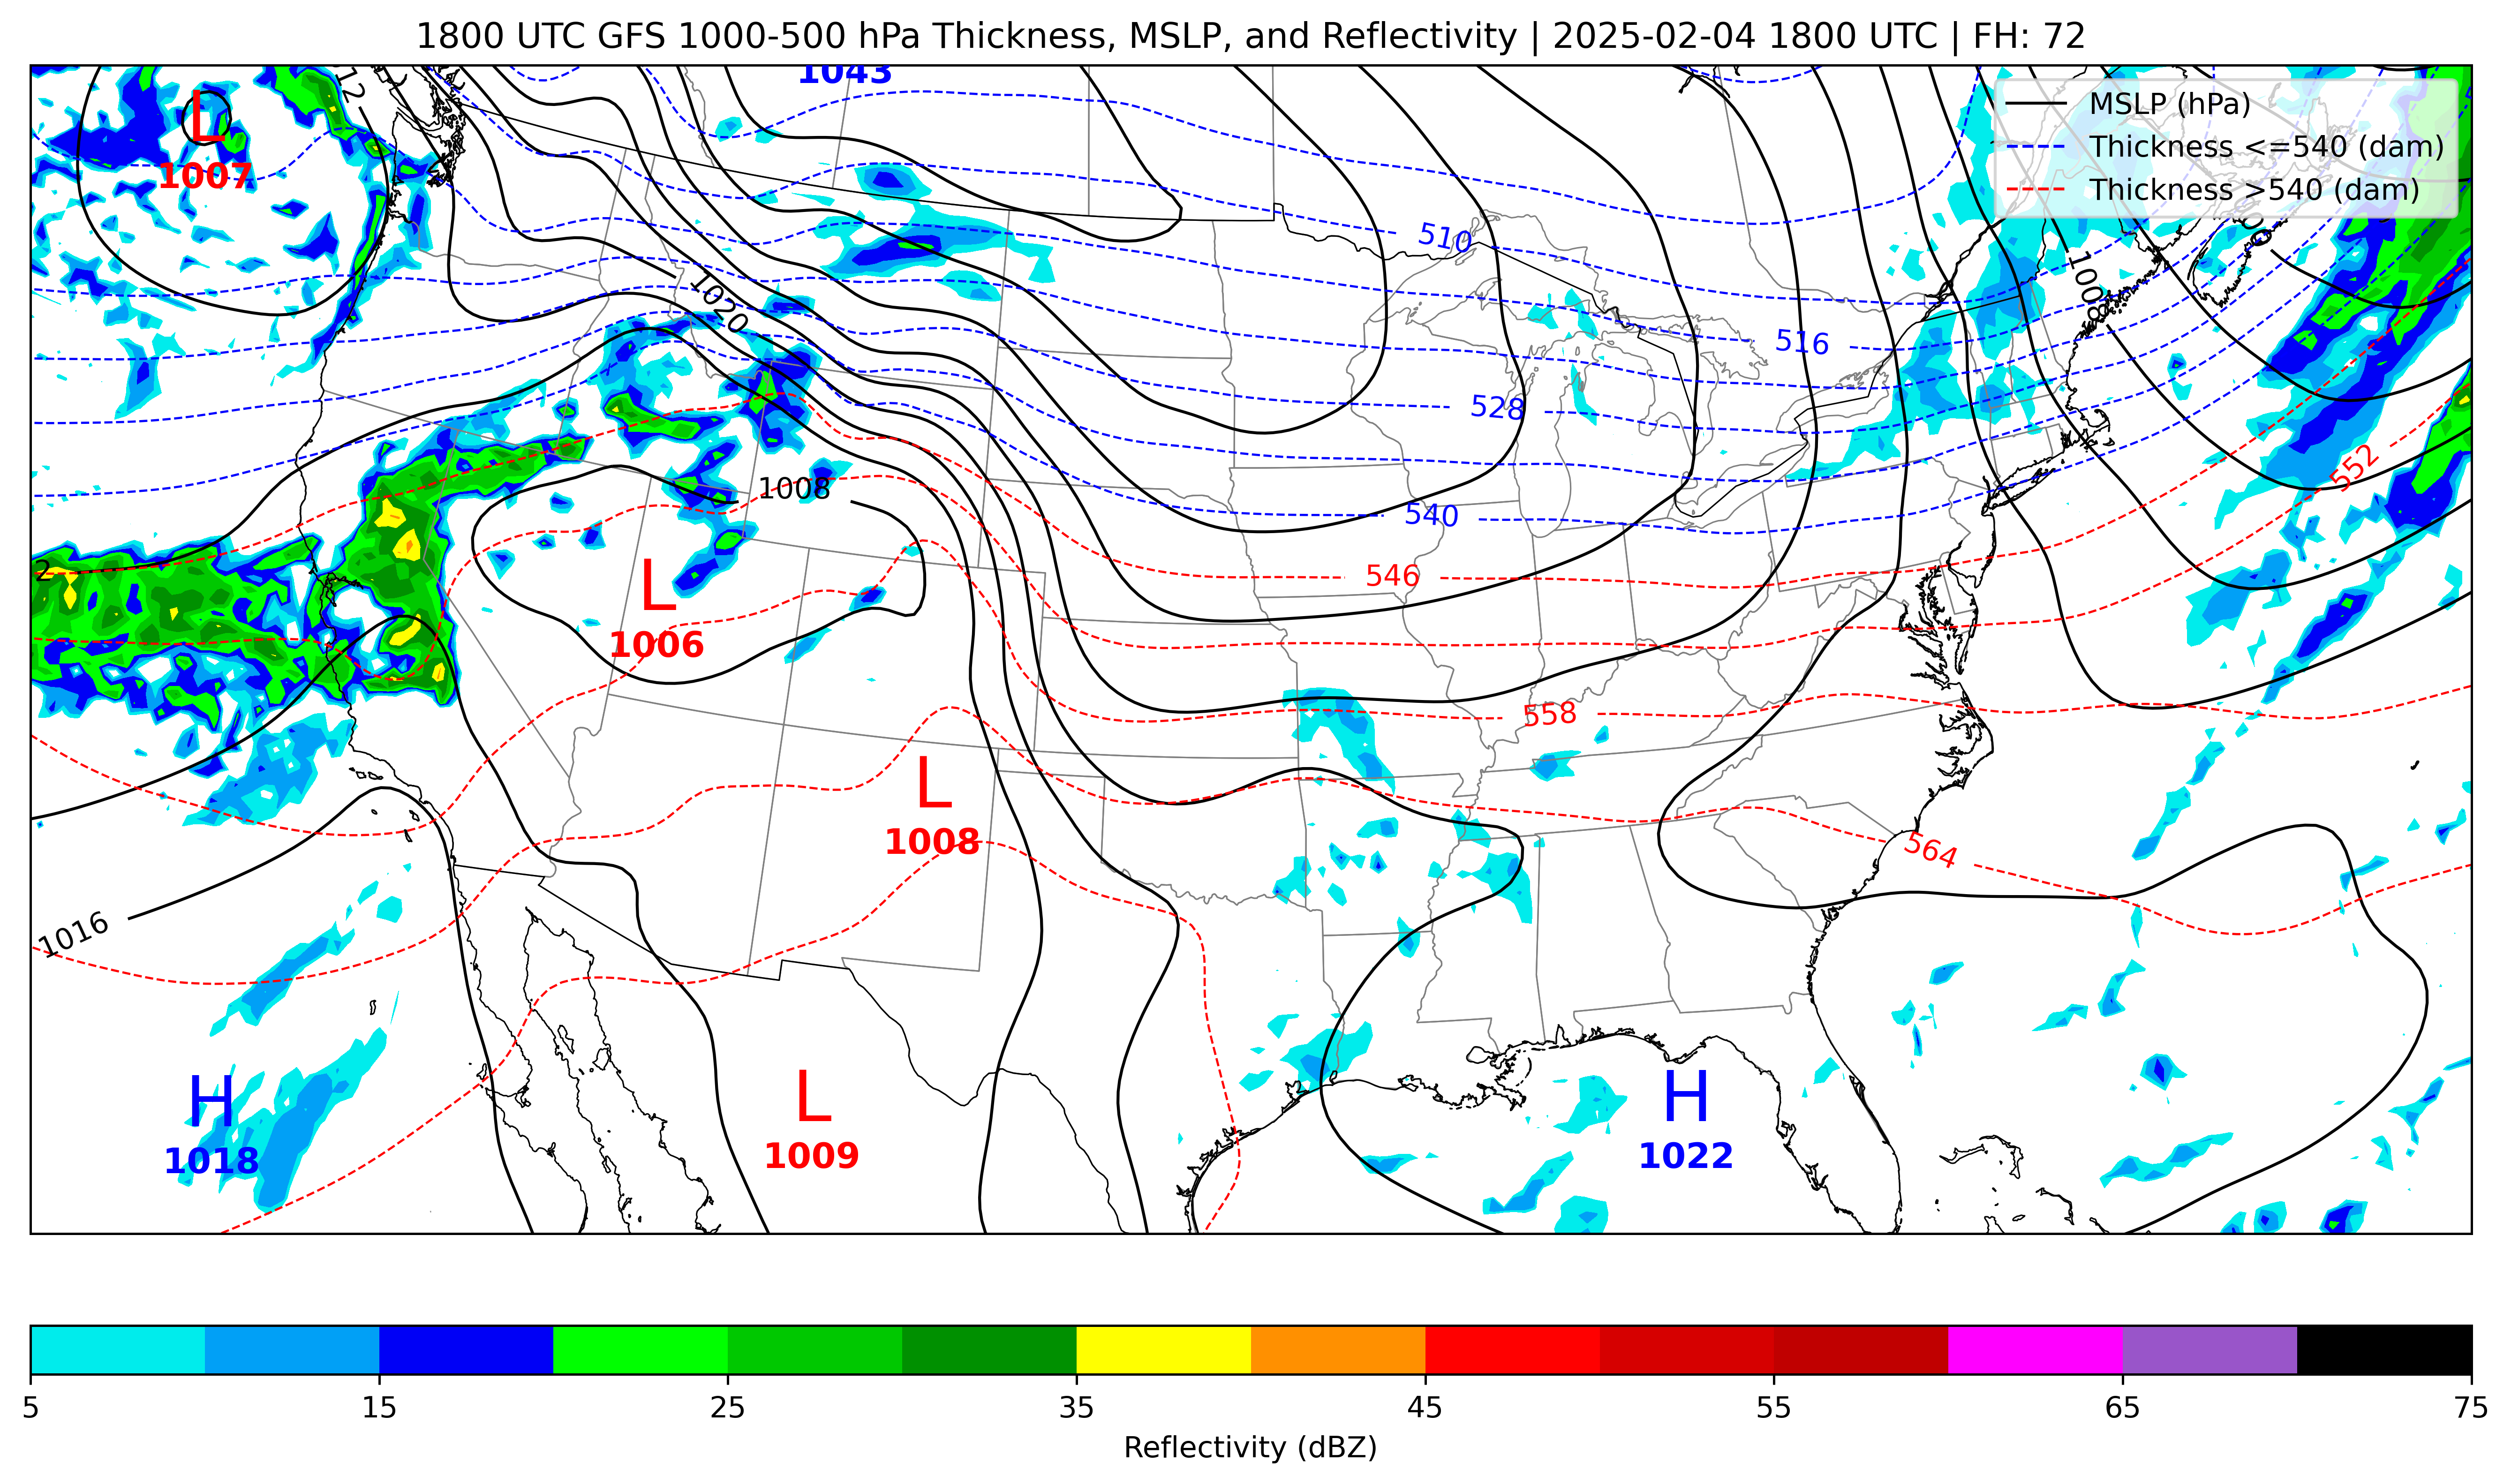 1800 UTC GFS 1000-500 hPa Thickness, MSLP, and Reflectivity | 2025-02-04 1800 UTC | FH: 72
1043
12
L
1007
MSLP (hPa)
Thickness <=540 (dam)
Thickness >540 (dam)
510
1020
1008
516
528
552
1008
540
2
L
1006
546
558
L
1008
564
1016
H
1018
L
1009
H
1022
5 15 25 35 45 55 65 75
Reflectivity (dBZ)